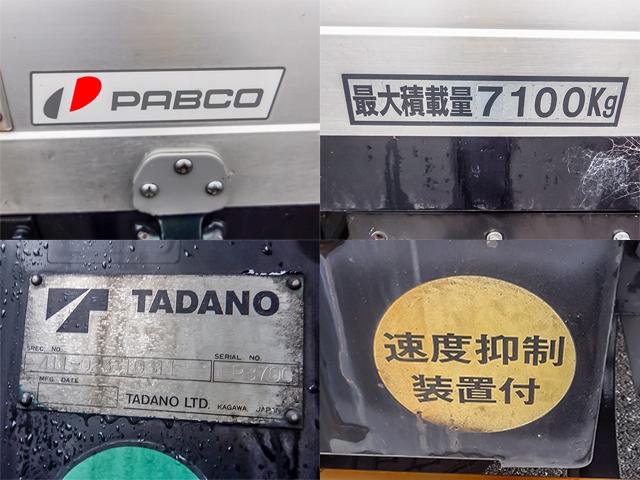 PABCO
最大積載量7100Kg
TADANO
SPEC. NO.
SERIAL NO.
MFG. DATE
TADANO LTD. KAGAWA, JAPAN
速度抑制
装置付